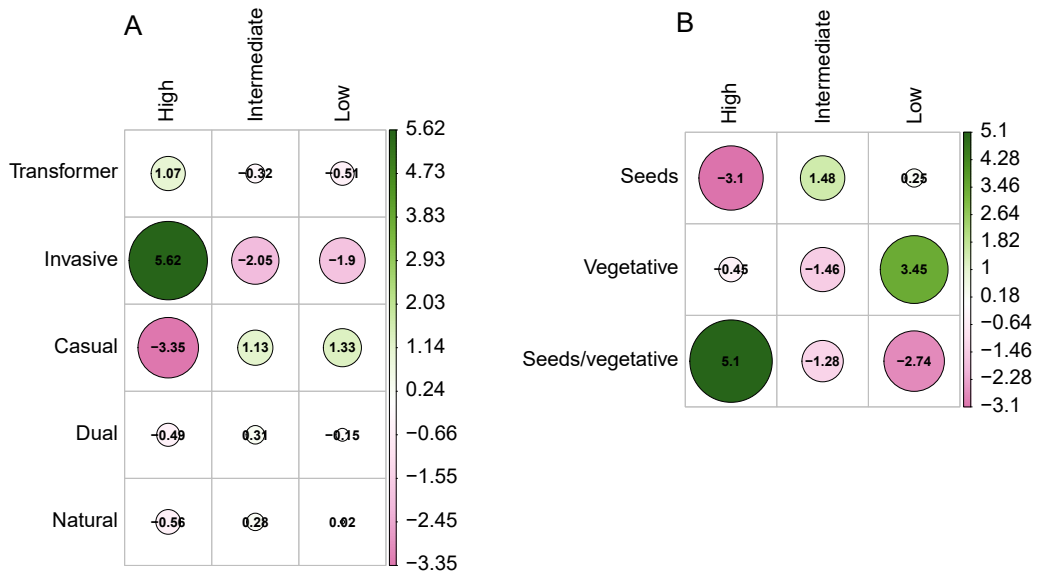 A
High
Intermediate
Low
Transformer 1.07 −0.32 −0.51
Invasive 5.62 −2.05 −1.9
Casual −3.35 1.13 1.33
Dual −0.49 0.31 −0.15
Natural −0.56 0.28 0.02
5.62
4.73
3.83
2.93
2.03
1.14
0.24
−0.66
−1.55
−2.45
−3.35
B
High
Intermediate
Low
Seeds −3.1 1.48 0.25
Vegetative −0.45 −1.46 3.45
Seeds/vegetative 5.1 −1.28 −2.74
5.1
4.28
3.46
2.64
1.82
1
0.18
−0.64
−1.46
−2.28
−3.1